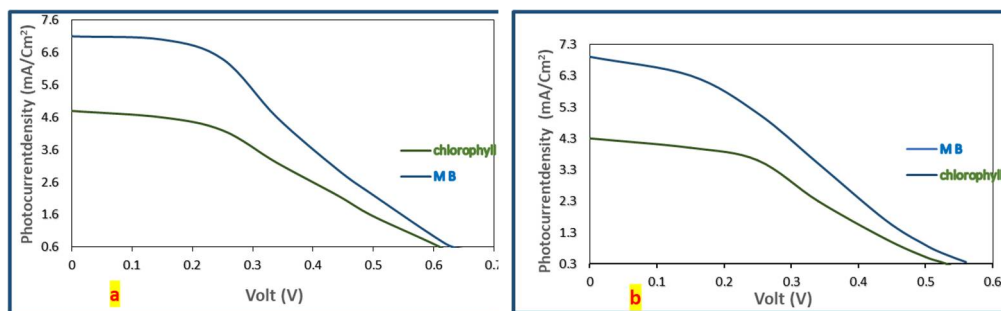 Photocurrentdensity (mA/Cm²)
7.6
6.6
5.6
4.6
3.6
2.6
1.6
0.6
0 0.1 0.2 0.3 0.4 0.5 0.6 0.7
Volt (V)
chlorophyll
M B
a
Photocurrentdensity (mA/Cm²)
7.3
6.3
5.3
4.3
3.3
2.3
1.3
0.3
0 0.1 0.2 0.3 0.4 0.5 0.6
Volt (V)
M B
chlorophyll
b